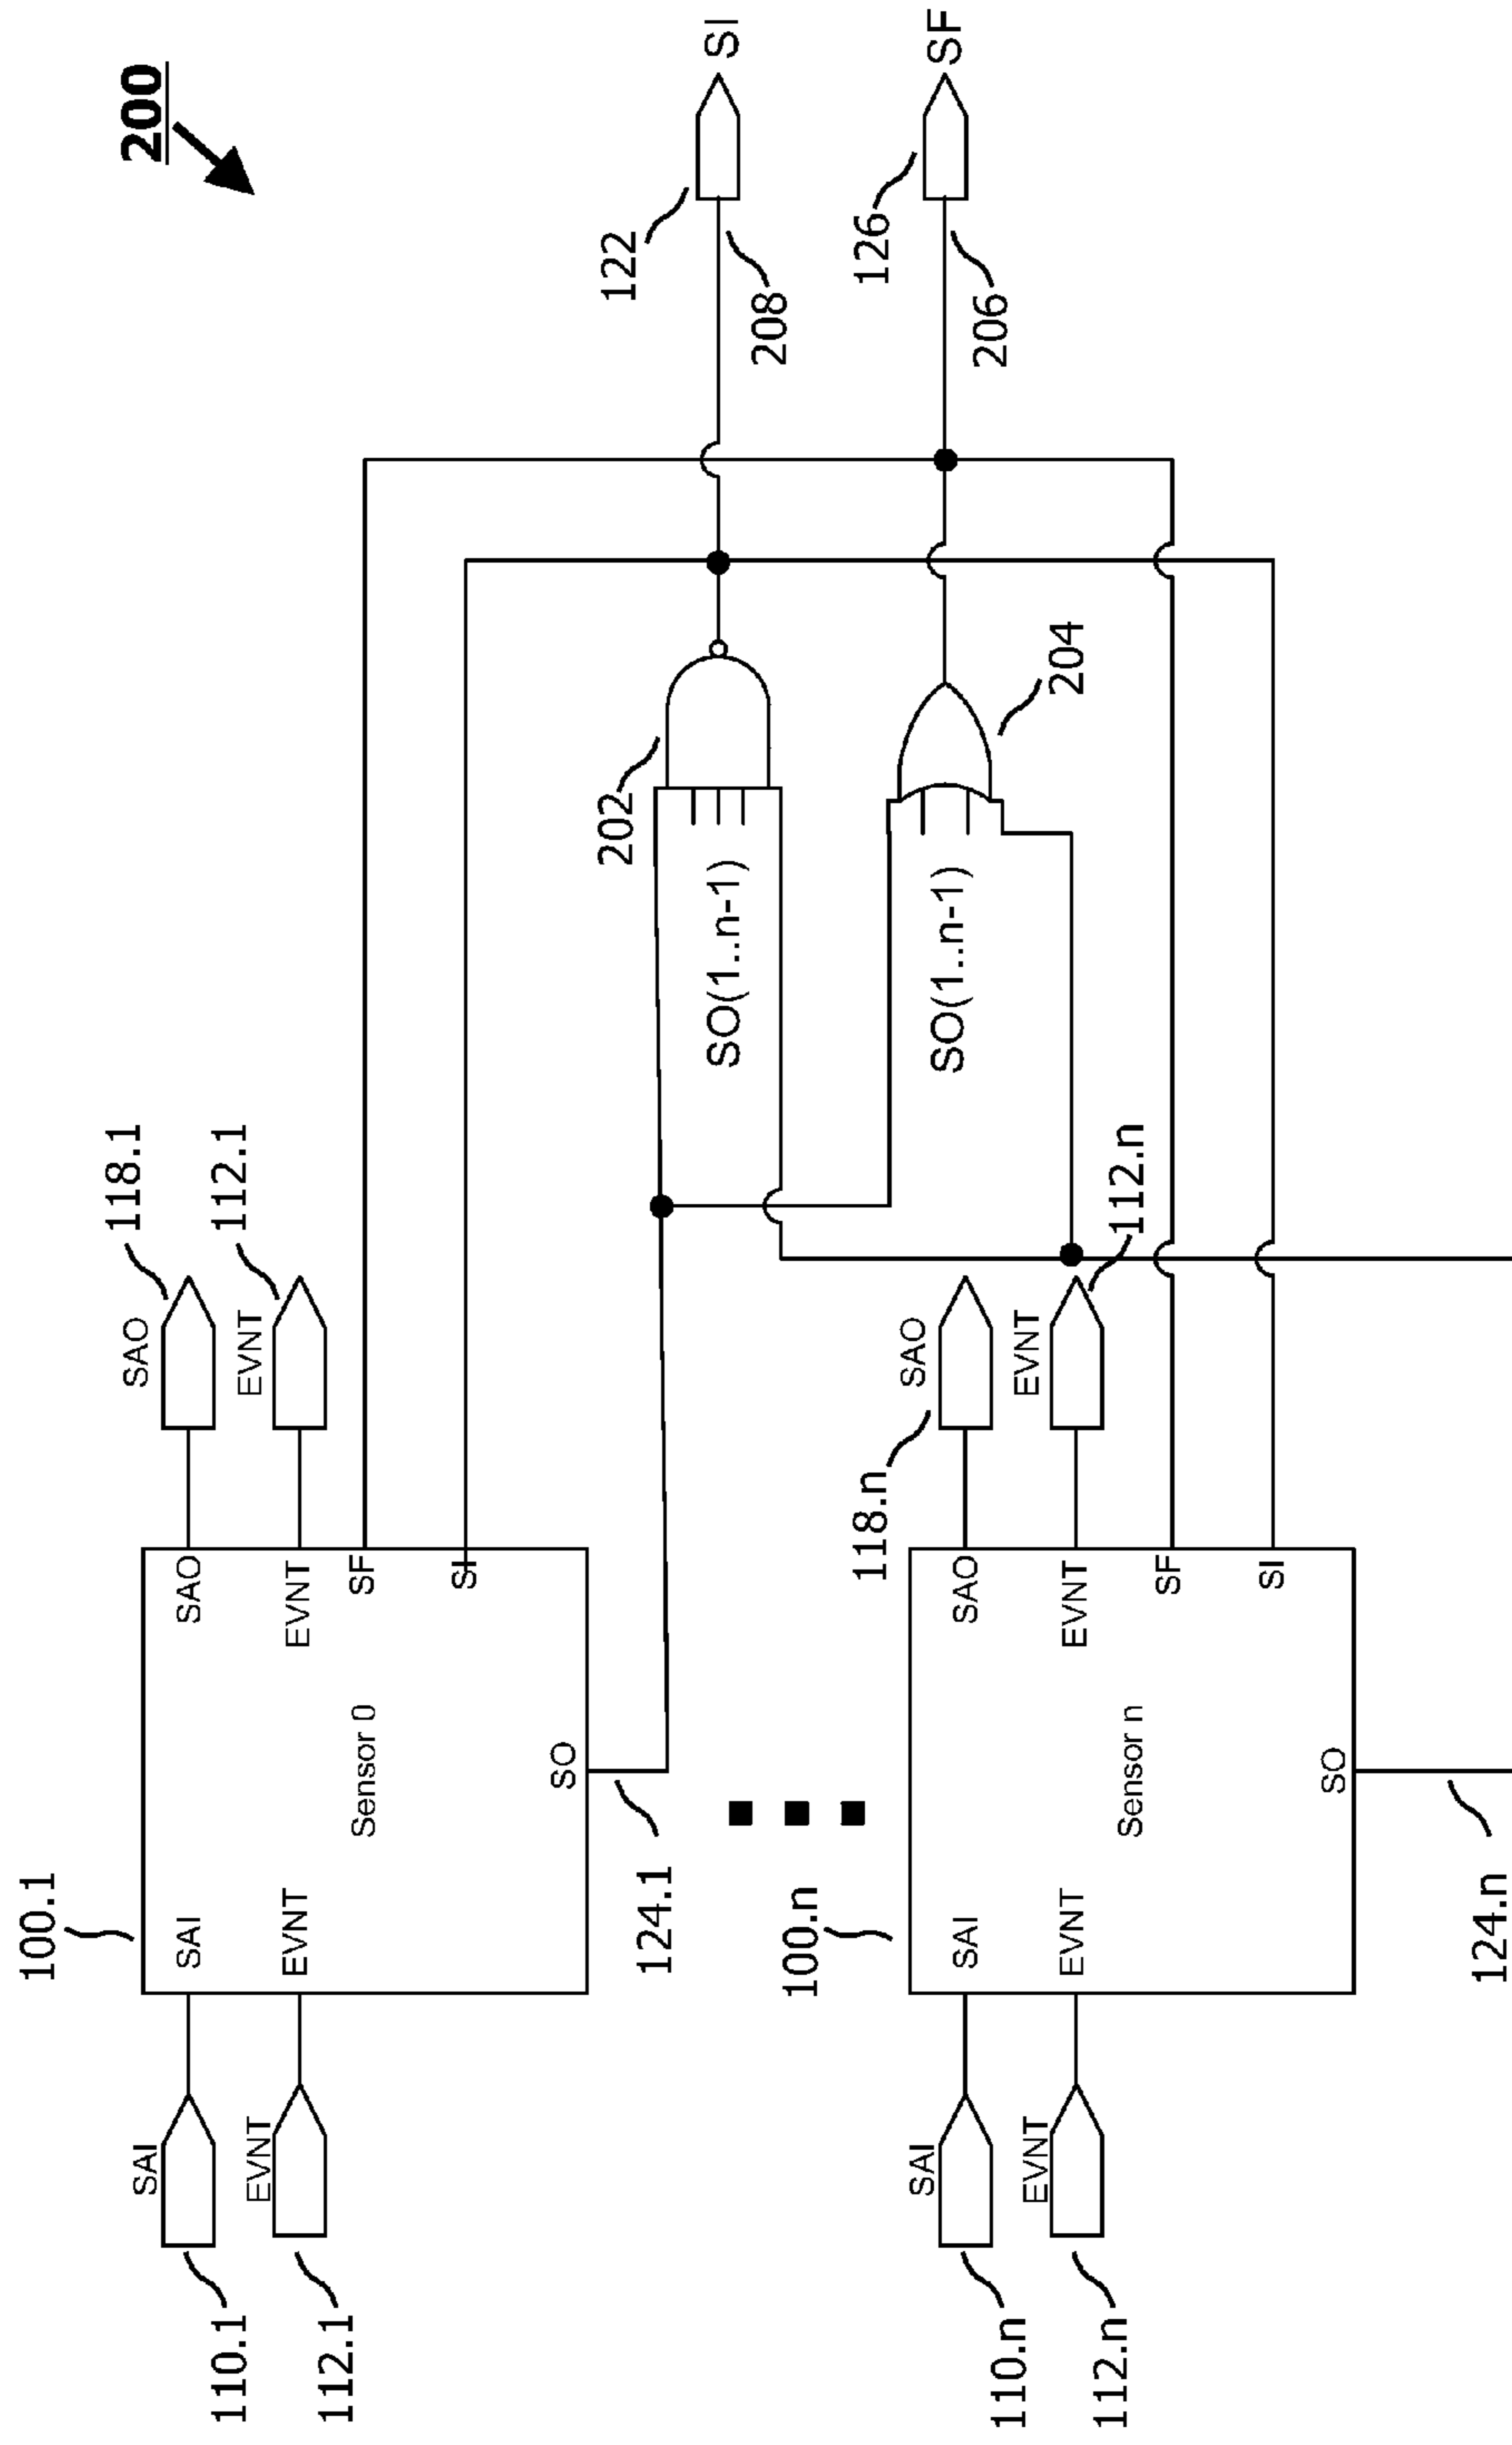 200
100.1
110.1
SAI
SAI
SAO
SAO
118.1
112.1
EVNT
EVNT
EVNT
EVNT
112.1
SF
Sensor 0
SI
SO
124.1
122
SI
208
202
SO(1..n-1)
126
SF
206
204
SO(1..n-1)
100.n
110.n
SAI
SAI
SAO
SAO
118.n
112.n
EVNT
EVNT
EVNT
EVNT
112.n
SF
Sensor n
SI
SO
124.n